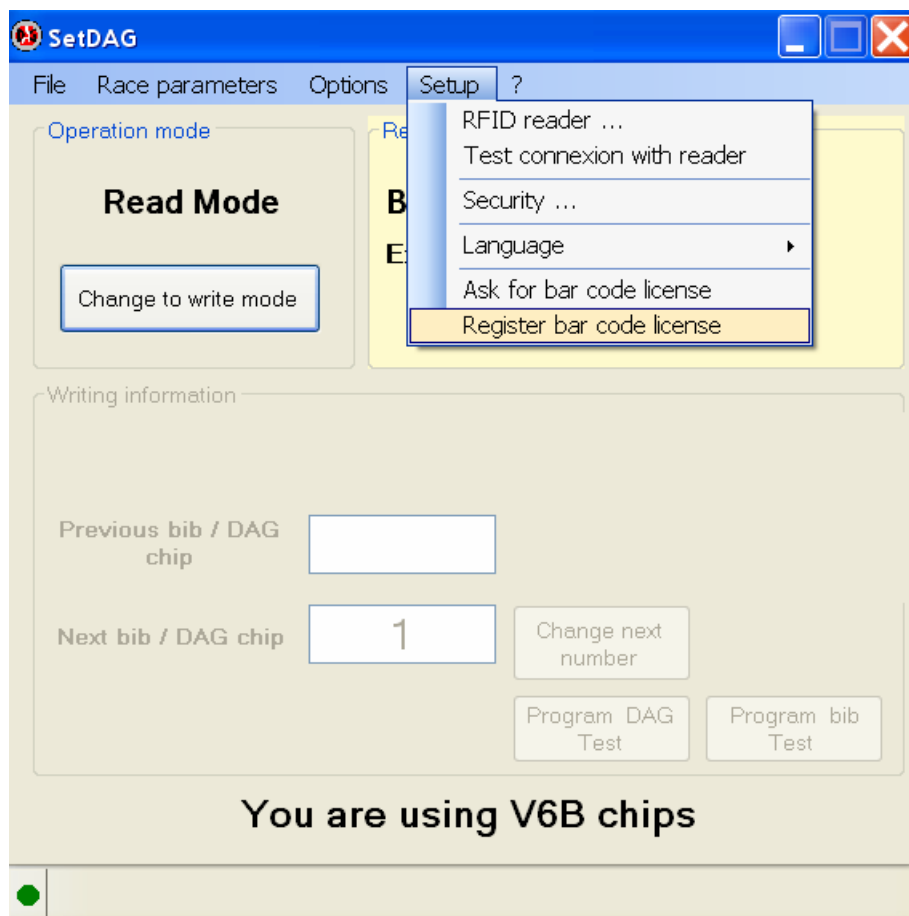 SetDAG
File Race parameters Options Setup ?
RFID reader ...
Test connexion with reader
Security ...
Language
Ask for bar code license
Register bar code license
Operation mode
Read Mode
Change to write mode
Re
B
Writing information
Previous bib / DAG
chip
Next bib / DAG chip
1
Change next
number
Program DAG
Test
Program bib
Test
You are using V6B chips